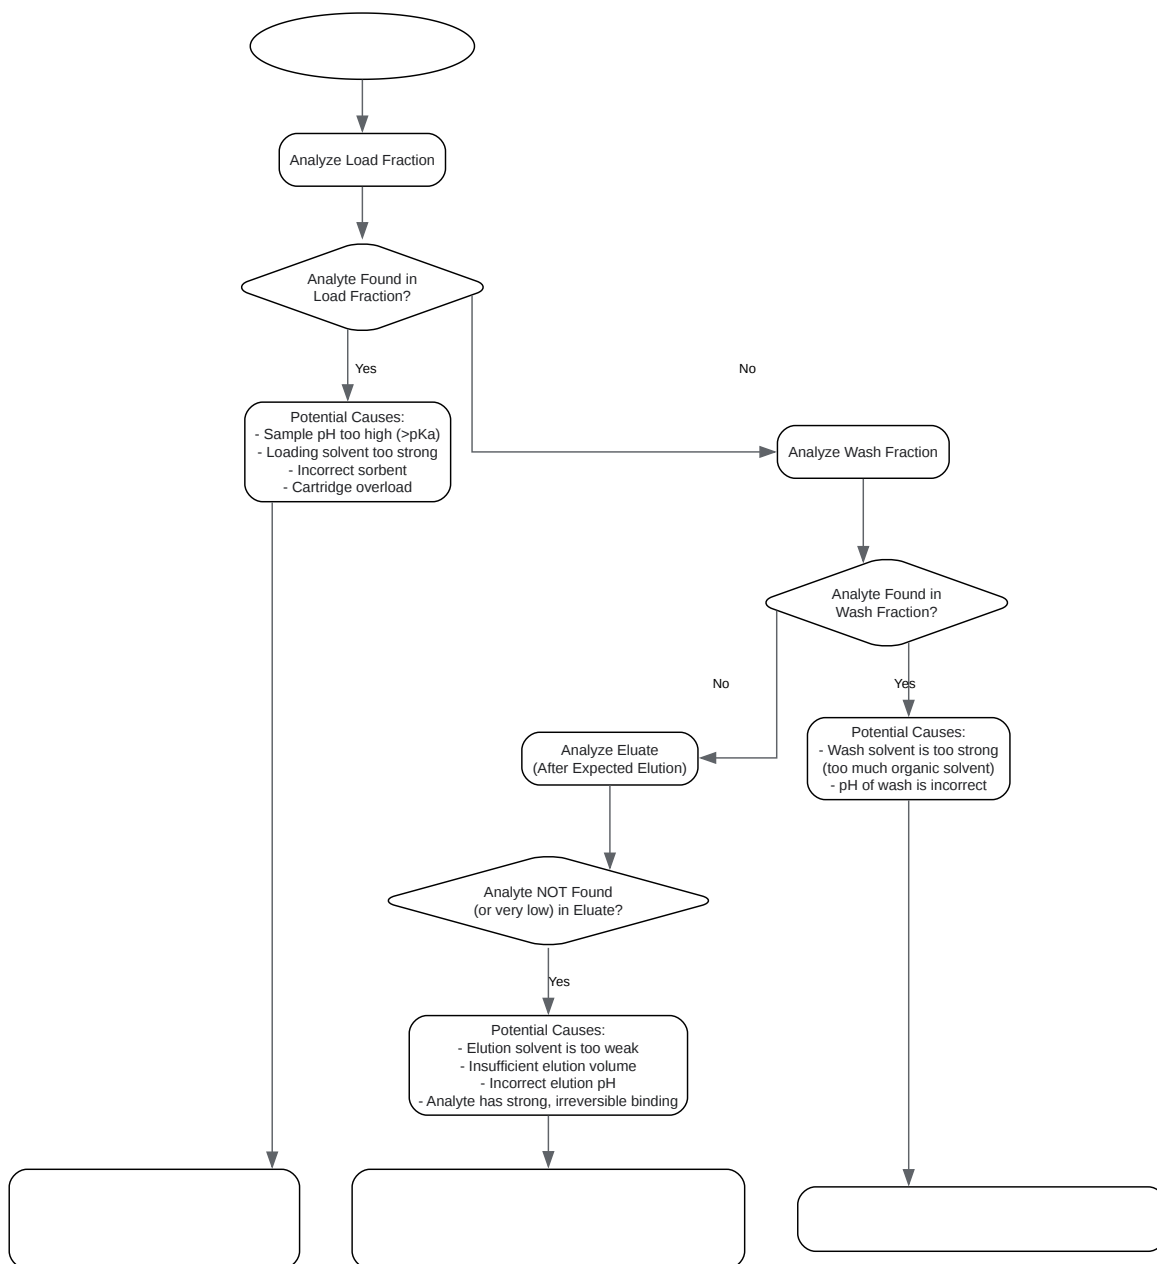 Analyze Load Fraction
Analyte Found in
Load Fraction?
Yes
No
Potential Causes:
- Sample pH too high (>pKa)
- Loading solvent too strong
- Incorrect sorbent
- Cartridge overload
Analyze Wash Fraction
Analyte Found in
Wash Fraction?
No
Yes
Potential Causes:
- Wash solvent is too strong
(too much organic solvent)
- pH of wash is incorrect
Analyze Eluate
(After Expected Elution)
Analyte NOT Found
(or very low) in Eluate?
Yes
Potential Causes:
- Elution solvent is too weak
- Insufficient elution volume
- Incorrect elution pH
- Analyte has strong, irreversible binding